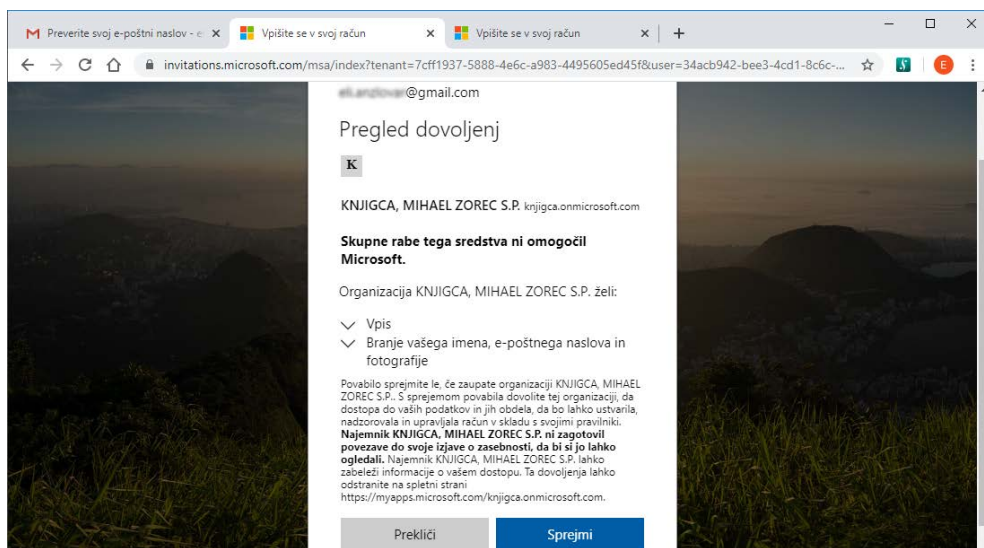 Preverite svoj e-poštni naslov - e
Vpišite se v svoj račun
Vpišite se v svoj račun
invitations.microsoft.com/msa/index?tenant=7cff1937-5888-4e6c-a983-4495605ed45f&user=34acb942-bee3-4cd1-8c6c-...
E
@gmail.com
Pregled dovoljenj
K
KNJIGCA, MIHAEL ZOREC S.P. knjigca.onmicrosoft.com
Skupne rabe tega sredstva ni omogočil
Microsoft.
Organizacija KNJIGCA, MIHAEL ZOREC S.P. želi:
Vpis
Branje vašega imena, e-poštnega naslova in
fotografije
Povabilo sprejmite le, če zaupate organizaciji KNJIGCA, MIHAEL
ZOREC S.P.. S sprejemom povabila dovolite tej organizaciji, da
dostopa do vaših podatkov in jih obdela, da bo lahko ustvarila,
nadzorovala in upravljala račun v skladu s svojimi pravilniki.
Najemnik KNJIGCA, MIHAEL ZOREC S.P. ni zagotovil
povezave do svoje izjave o zasebnosti, da bi si jo lahko
ogledali. Najemnik KNJIGCA, MIHAEL ZOREC S.P. lahko
zabeleži informacije o vašem dostopu. Ta dovoljenja lahko
odstranite na spletni strani
https://myapps.microsoft.com/knjigca.onmicrosoft.com.
Prekliči
Sprejmi